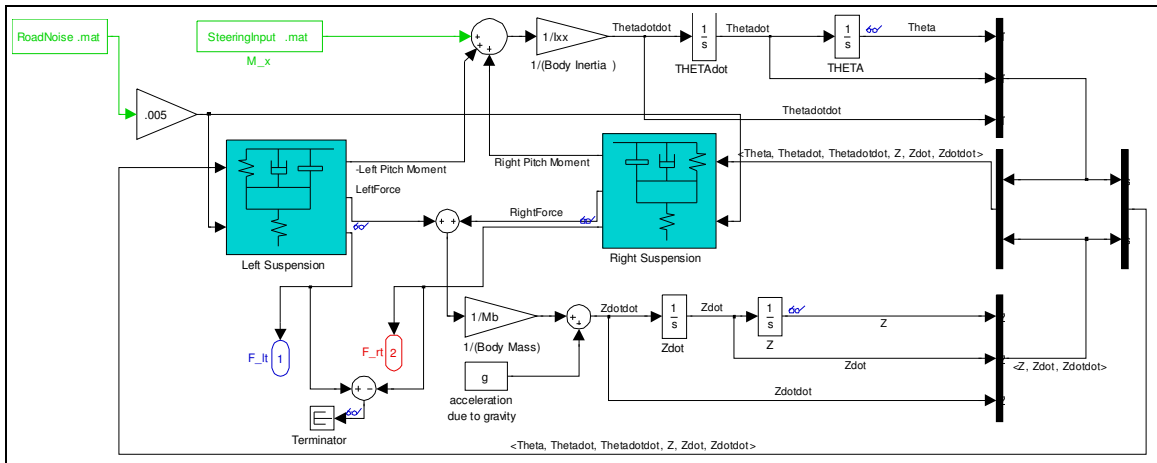 RoadNoise .mat
SteeringInput .mat
M_x
.005
+
+
+
1/Ixx
1/(Body Inertia )
Thetadotdot
1
s
THETAdot
Thetadot
1
s
THETA
Theta
Thetadotdot
-Left Pitch Moment
LeftForce
Left Suspension
Right Pitch Moment
RightForce
Right Suspension
<Theta, Thetadot, Thetadotdot, Z, Zdot, Zdotdot>
+ +
F_lt
1
F_rt
2
+ -
Terminator
1/Mb
1/(Body Mass)
g
acceleration
due to gravity
+
+
Zdotdot
1
s
Zdot
Zdot
1
s
Z
Z
2
Zdot
2
<Z, Zdot, Zdotdot>
Zdotdot
2
<Theta, Thetadot, Thetadotdot, Z, Zdot, Zdotdot>